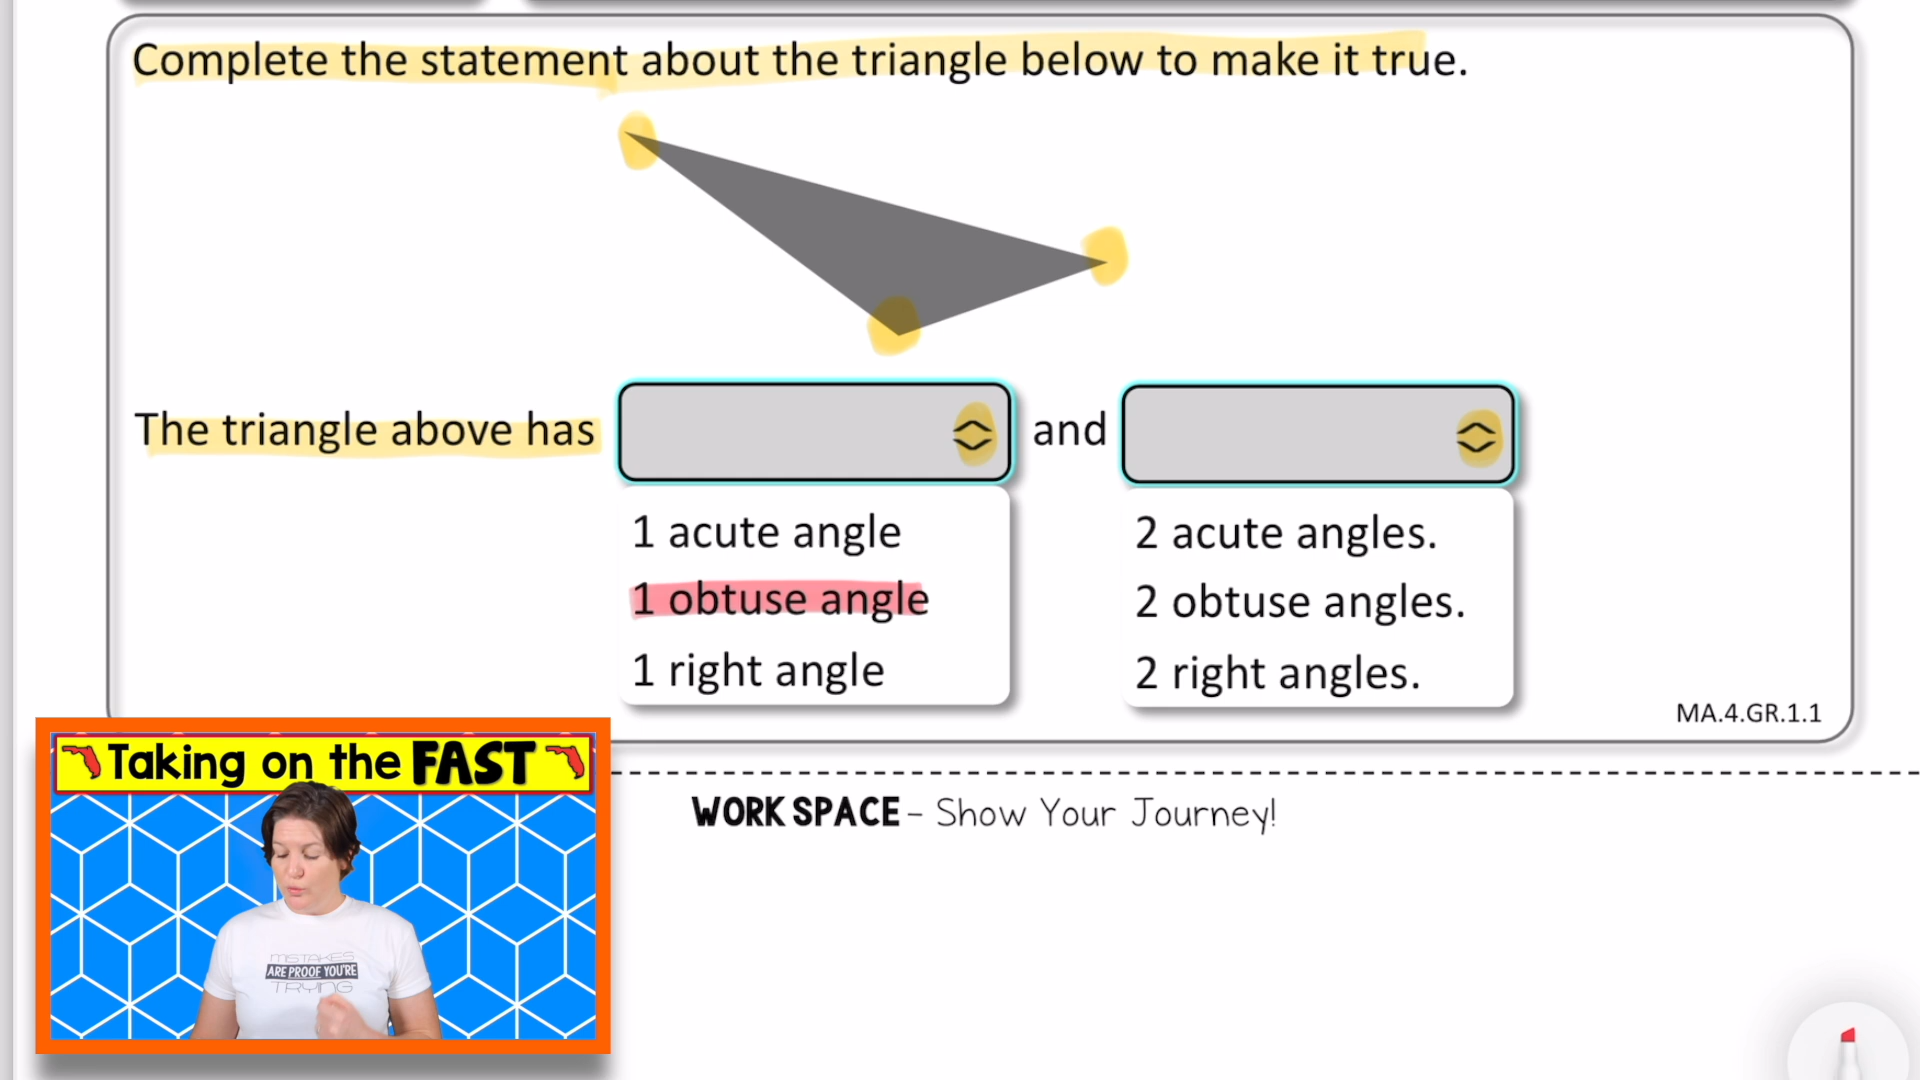 Complete the statement about the triangle below to make it true.
The triangle above has
and
1 acute angle
1 obtuse angle
1 right angle
2 acute angles.
2 obtuse angles.
2 right angles.
MA.4.GR.1.1
Taking on the FAST
WORK SPACE – Show Your Journey!
MISTAKES
ARE PROOF YOU'RE
TRYING